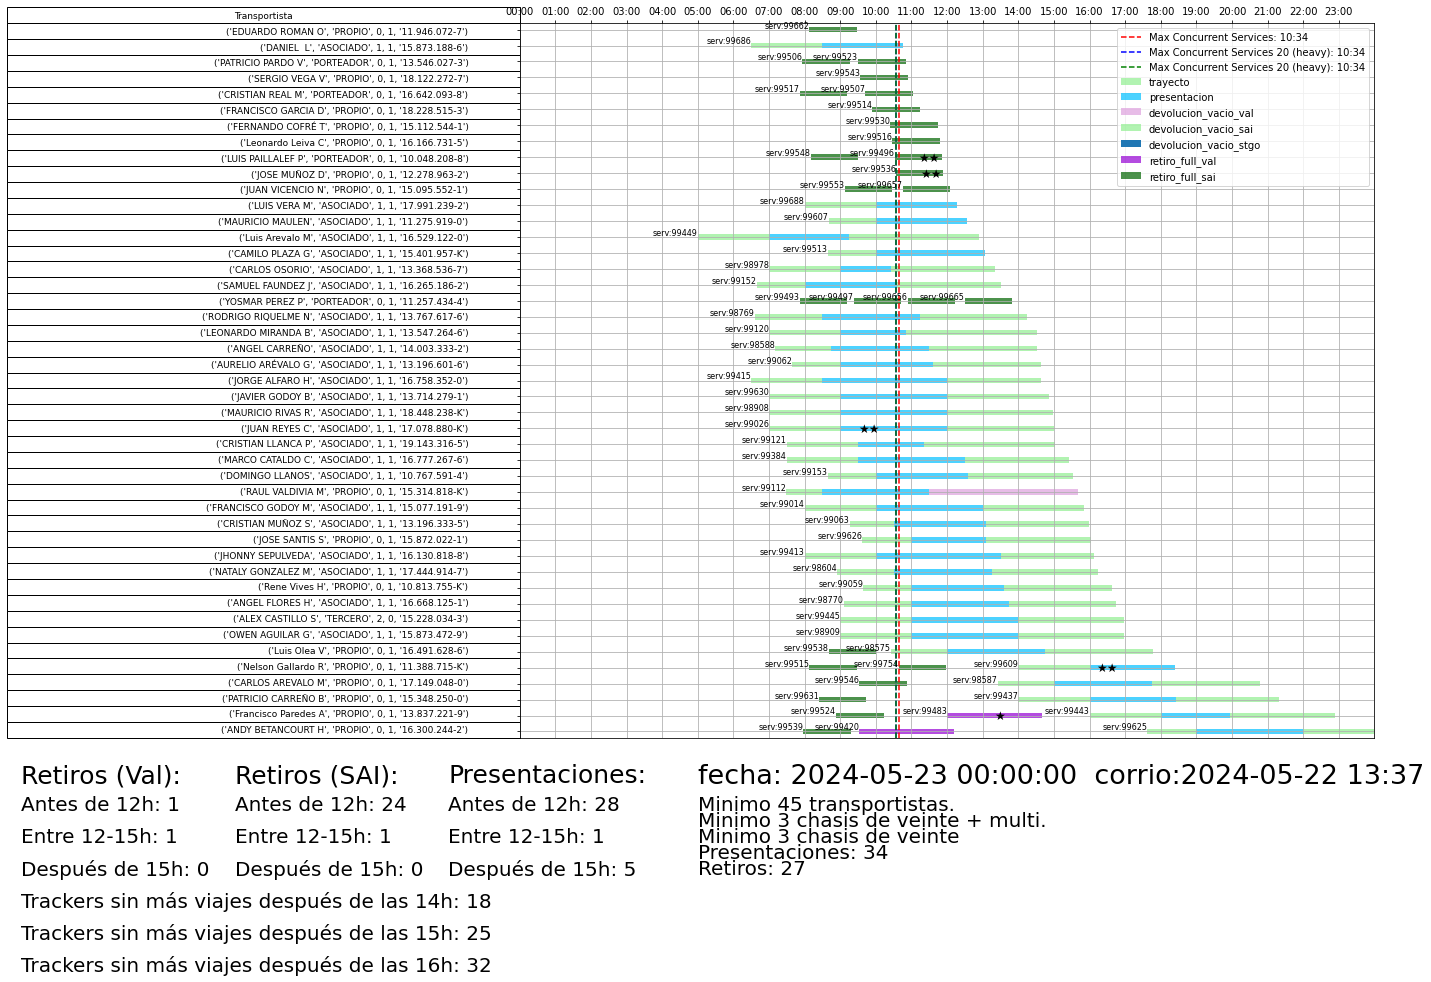 Transportista 00:00 01:00 02:00 03:00 04:00 05:00 06:00 07:00 08:00 09:00 10:00 11:00 12:00 13:00 14:00 15:00 16:00 17:00 18:00 19:00 20:00 21:00 22:00 23:00
('EDUARDO ROMAN O', 'PROPIO', 0, 1, '11.946.072-7') serv:99662
('DANIEL  L', 'ASOCIADO', 1, 1, '15.873.188-6') serv:99686
('PATRICIO PARDO V', 'PORTEADOR', 0, 1, '13.546.027-3') serv:99506 serv:99523
('SERGIO VEGA V', 'PROPIO', 0, 1, '18.122.272-7') serv:99543
('CRISTIAN REAL M', 'PORTEADOR', 0, 1, '16.642.093-8') serv:99517 serv:99507
('FRANCISCO GARCIA D', 'PROPIO', 0, 1, '18.228.515-3') serv:99514
('FERNANDO COFRÉ T', 'PROPIO', 0, 1, '15.112.544-1') serv:99530
('Leonardo Leiva C', 'PROPIO', 0, 1, '16.166.731-5') serv:99516
('LUIS PAILLALEF P', 'PORTEADOR', 0, 1, '10.048.208-8') serv:99548 serv:99496 ★★
('JOSE MUÑOZ D', 'PROPIO', 0, 1, '12.278.963-2') serv:99536 ★★
('JUAN VICENCIO N', 'PROPIO', 0, 1, '15.095.552-1') serv:99553 serv:99657
('LUIS VERA M', 'ASOCIADO', 1, 1, '17.991.239-2') serv:99688
('MAURICIO MAULEN', 'ASOCIADO', 1, 1, '11.275.919-0') serv:99607
('Luis Arevalo M', 'ASOCIADO', 1, 1, '16.529.122-0') serv:99449
('CAMILO PLAZA G', 'ASOCIADO', 1, 1, '15.401.957-K') serv:99513
('CARLOS OSORIO', 'ASOCIADO', 1, 1, '13.368.536-7') serv:98978
('SAMUEL FAUNDEZ J', 'ASOCIADO', 1, 1, '16.265.186-2') serv:99152
('YOSMAR PEREZ P', 'PORTEADOR', 0, 1, '11.257.434-4') serv:99493 serv:99497 serv:99656 serv:99665
('RODRIGO RIQUELME N', 'ASOCIADO', 1, 1, '13.767.617-6') serv:98769
('LEONARDO MIRANDA B', 'ASOCIADO', 1, 1, '13.547.264-6') serv:99120
('ANGEL CARREÑO', 'ASOCIADO', 1, 1, '14.003.333-2') serv:98588
('AURELIO ARÉVALO G', 'ASOCIADO', 1, 1, '13.196.601-6') serv:99062
('JORGE ALFARO H', 'ASOCIADO', 1, 1, '16.758.352-0') serv:99415
('JAVIER GODOY B', 'ASOCIADO', 1, 1, '13.714.279-1') serv:99630
('MAURICIO RIVAS R', 'ASOCIADO', 1, 1, '18.448.238-K') serv:98908
('JUAN REYES C', 'ASOCIADO', 1, 1, '17.078.880-K') serv:99026 ★★
('CRISTIAN LLANCA P', 'ASOCIADO', 1, 1, '19.143.316-5') serv:99121
('MARCO CATALDO C', 'ASOCIADO', 1, 1, '16.777.267-6') serv:99384
('DOMINGO LLANOS', 'ASOCIADO', 1, 1, '10.767.591-4') serv:99153
('RAUL VALDIVIA M', 'PROPIO', 0, 1, '15.314.818-K') serv:99112
('FRANCISCO GODOY M', 'ASOCIADO', 1, 1, '15.077.191-9') serv:99014
('CRISTIAN MUÑOZ S', 'ASOCIADO', 1, 1, '13.196.333-5') serv:99063
('JOSE SANTIS S', 'PROPIO', 0, 1, '15.872.022-1') serv:99626
('JHONNY SEPULVEDA', 'ASOCIADO', 1, 1, '16.130.818-8') serv:99413
('NATALY GONZALEZ M', 'ASOCIADO', 1, 1, '17.444.914-7') serv:98604
('Rene Vives H', 'PROPIO', 0, 1, '10.813.755-K') serv:99059
('ANGEL FLORES H', 'ASOCIADO', 1, 1, '16.668.125-1') serv:98770
('ALEX CASTILLO S', 'TERCERO', 2, 0, '15.228.034-3') serv:99445
('OWEN AGUILAR G', 'ASOCIADO', 1, 1, '15.873.472-9') serv:98909
('Luis Olea V', 'PROPIO', 0, 1, '16.491.628-6') serv:99538 serv:98575
('Nelson Gallardo R', 'PROPIO', 0, 1, '11.388.715-K') serv:99515 serv:99754 serv:99609 ★★
('CARLOS AREVALO M', 'PROPIO', 0, 1, '17.149.048-0') serv:99546 serv:98587
('PATRICIO CARREÑO B', 'PROPIO', 0, 1, '15.348.250-0') serv:99631 serv:99437
('Francisco Paredes A', 'PROPIO', 0, 1, '13.837.221-9') serv:99524 serv:99483 ★ serv:99443
('ANDY BETANCOURT H', 'PROPIO', 0, 1, '16.300.244-2') serv:99539 serv:99420 serv:99625
Max Concurrent Services: 10:34
Max Concurrent Services 20 (heavy): 10:34
Max Concurrent Services 20 (heavy): 10:34
trayecto
presentacion
devolucion_vacio_val
devolucion_vacio_sai
devolucion_vacio_stgo
retiro_full_val
retiro_full_sai
Retiros (Val): Retiros (SAI): Presentaciones: fecha: 2024-05-23 00:00:00  corrio:2024-05-22 13:37
Antes de 12h: 1 Antes de 12h: 24 Antes de 12h: 28
Entre 12-15h: 1 Entre 12-15h: 1 Entre 12-15h: 1
Después de 15h: 0 Después de 15h: 0 Después de 15h: 5
Minimo 45 transportistas.
Minimo 3 chasis de veinte + multi.
Minimo 3 chasis de veinte
Presentaciones: 34
Retiros: 27
Trackers sin más viajes después de las 14h: 18
Trackers sin más viajes después de las 15h: 25
Trackers sin más viajes después de las 16h: 32